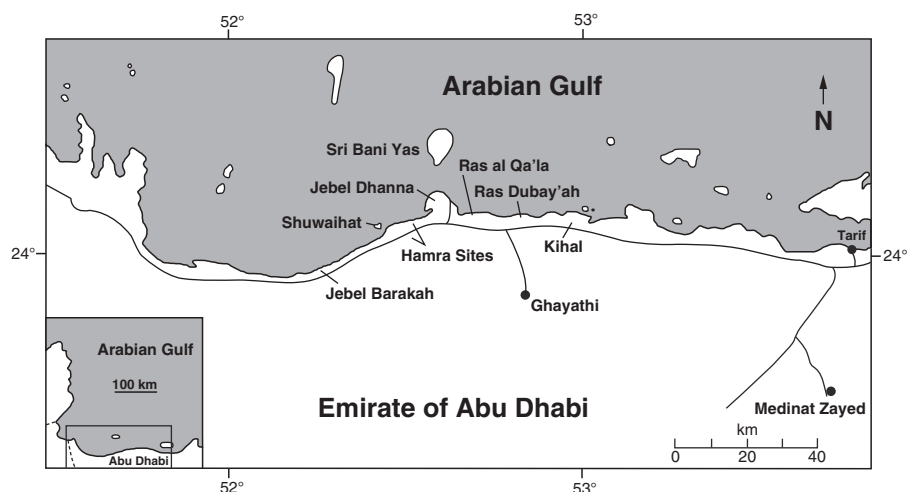 52°
53°
Arabian Gulf
N
Sri Bani Yas
Ras al Qa'la
Jebel Dhanna
Ras Dubay'ah
Shuwaihat
Tarif
24°
Hamra Sites
Kihal
24°
Jebel Barakah
Ghayathi
Arabian Gulf
100 km
Emirate of Abu Dhabi
Medinat Zayed
km
Abu Dhabi
0 20 40
52°
53°